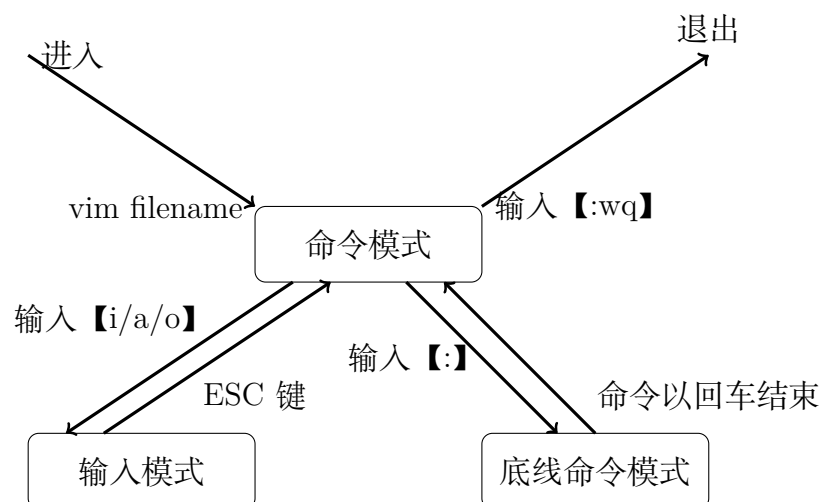 退出
进入
vim filename
输入【:wq】
命令模式
输入【i/a/o】
输入【:】
ESC 键
命令以回车结束
输入模式
底线命令模式